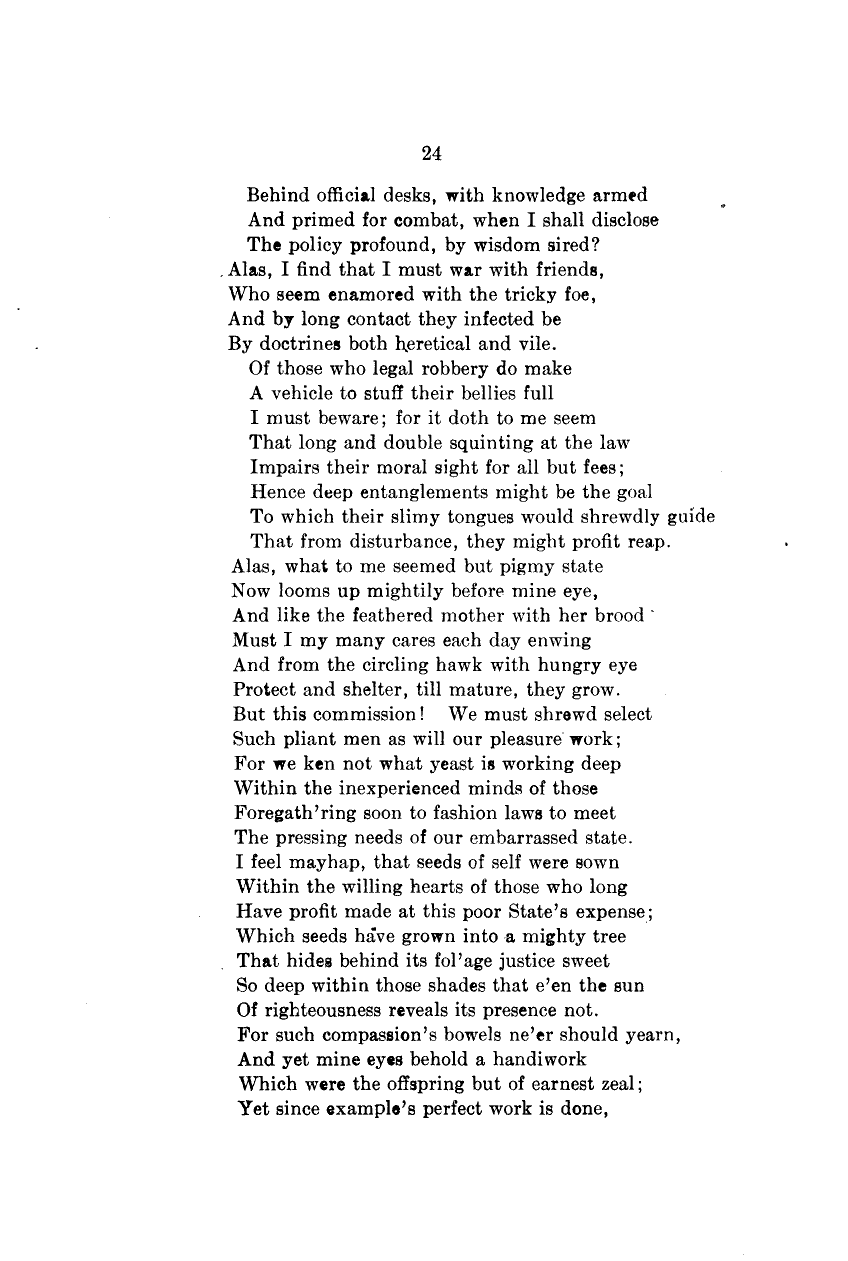 24
Behind official desks, with knowledge armed
And primed for combat, when I shall disclose
The policy profound, by wisdom sired?
Alas, I find that I must war with friends,
Who seem enamored with the tricky foe,
And by long contact they infected be
By doctrines both heretical and vile.
Of those who legal robbery do make
A vehicle to stuff their bellies full
I must beware; for it doth to me seem
That long and double squinting at the law
Impairs their moral sight for all but fees;
Hence deep entanglements might be the goal
To which their slimy tongues would shrewdly guide
That from disturbance, they might profit reap.
Alas, what to me seemed but pigmy state
Now looms up mightily before mine eye,
And like the feathered mother with her brood
Must I my many cares each day enwing
And from the circling hawk with hungry eye
Protect and shelter, till mature, they grow.
But this commission! We must shrewd select
Such pliant men as will our pleasure work;
For we ken not what yeast is working deep
Within the inexperienced minds of those
Foregath'ring soon to fashion laws to meet
The pressing needs of our embarrassed state.
I feel mayhap, that seeds of self were sown
Within the willing hearts of those who long
Have profit made at this poor State's expense;
Which seeds have grown into a mighty tree
That hides behind its fol'age justice sweet
So deep within those shades that e'en the sun
Of righteousness reveals its presence not.
For such compassion's bowels ne'er should yearn,
And yet mine eyes behold a handiwork
Which were the offspring but of earnest zeal;
Yet since example's perfect work is done,